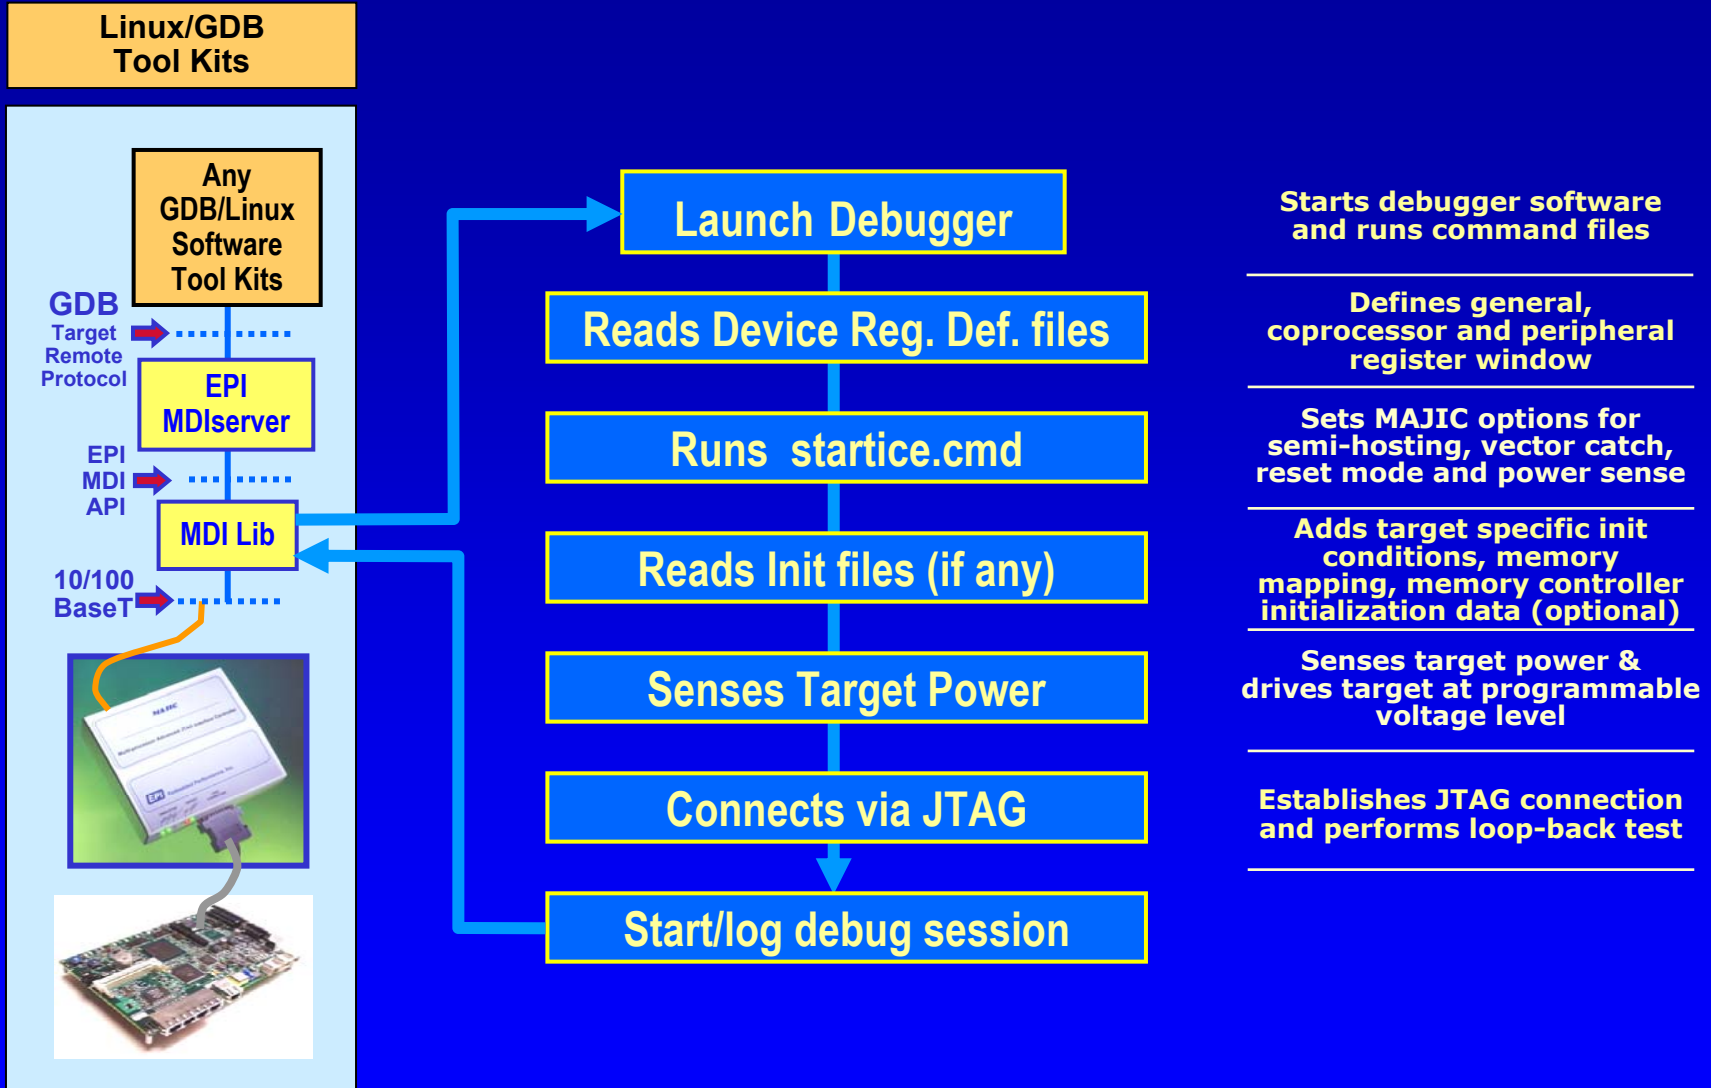 Linux/GDB
Tool Kits
Any
GDB/Linux
Software
Tool Kits
GDB
Target
Remote
Protocol
EPI
MDIserver
EPI
MDI
API
MDI Lib
10/100
BaseT
MAJIC
EPI
Launch Debugger
Reads Device Reg. Def. files
Runs startice.cmd
Reads Init files (if any)
Senses Target Power
Connects via JTAG
Start/log debug session
Starts debugger software
and runs command files
Defines general,
coprocessor and peripheral
register window
Sets MAJIC options for
semi-hosting, vector catch,
reset mode and power sense
Adds target specific init
conditions, memory
mapping, memory controller
initialization data (optional)
Senses target power &
drives target at programmable
voltage level
Establishes JTAG connection
and performs loop-back test